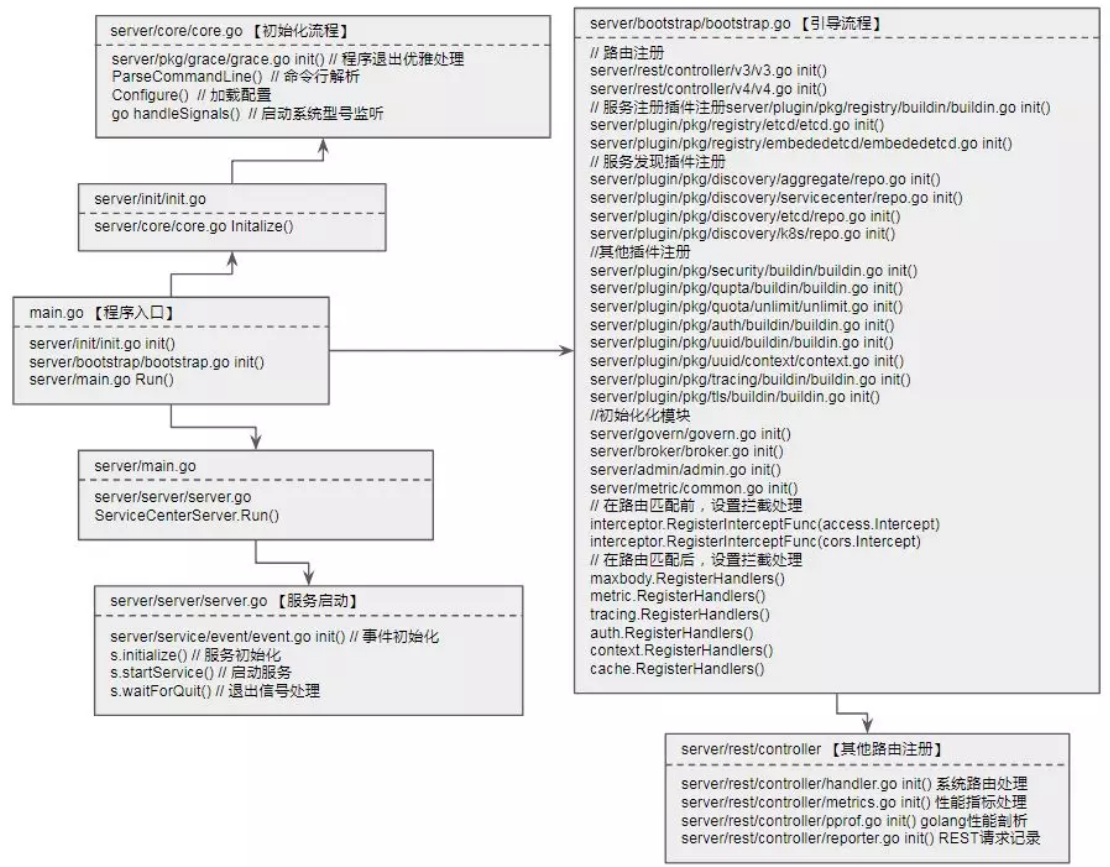 server/core/core.go 【初始化流程】
server/pkg/grace/grace.go init() // 程序退出优雅处理
ParseCommandLine()  // 命令行解析
Configure()  // 加载配置
go handleSignals()  // 启动系统型号监听
server/init/init.go
server/core/core.go Initalize()
main.go 【程序入口】
server/init/init.go init()
server/bootstrap/bootstrap.go init()
server/main.go Run()
server/main.go
server/server/server.go
ServiceCenterServer.Run()
server/server/server.go 【服务启动】
server/service/event/event.go init() // 事件初始化
s.initialize() // 服务初始化
s.startService() // 启动服务
s.waitForQuit() // 退出信号处理
server/bootstrap/bootstrap.go 【引导流程】
// 路由注册
server/rest/controller/v3/v3.go init()
server/rest/controller/v4/v4.go init()
// 服务注册插件注册server/plugin/pkg/registry/buildin/buildin.go init()
server/plugin/pkg/registry/etcd/etcd.go init()
server/plugin/pkg/registry/embededetcd/embededetcd.go init()
// 服务发现插件注册
server/plugin/pkg/discovery/aggregate/repo.go init()
server/plugin/pkg/discovery/servicecenter/repo.go init()
server/plugin/pkg/discovery/etcd/repo.go init()
server/plugin/pkg/discovery/k8s/repo.go init()
//其他插件注册
server/plugin/pkg/security/buildin/buildin.go init()
server/plugin/pkg/qupta/buildin/buildin.go init()
server/plugin/pkg/quota/unlimit/unlimit.go init()
server/plugin/pkg/auth/buildin/buildin.go init()
server/plugin/pkg/uuid/buildin/buildin.go init()
server/plugin/pkg/uuid/context/context.go init()
server/plugin/pkg/tracing/buildin/buildin.go init()
server/plugin/pkg/tls/buildin/buildin.go init()
//初始化化模块
server/govern/govern.go init()
server/broker/broker.go init()
server/admin/admin.go init()
server/metric/common.go init()
// 在路由匹配前，设置拦截处理
interceptor.RegisterInterceptFunc(access.Intercept)
interceptor.RegisterInterceptFunc(cors.Intercept)
// 在路由匹配后，设置拦截处理
maxbody.RegisterHandlers()
metric.RegisterHandlers()
tracing.RegisterHandlers()
auth.RegisterHandlers()
context.RegisterHandlers()
cache.RegisterHandlers()
server/rest/controller 【其他路由注册】
server/rest/controller/handler.go init() 系统路由处理
server/rest/controller/metrics.go init() 性能指标处理
server/rest/controller/pprof.go init() golang性能剖析
server/rest/controller/reporter.go init() REST请求记录